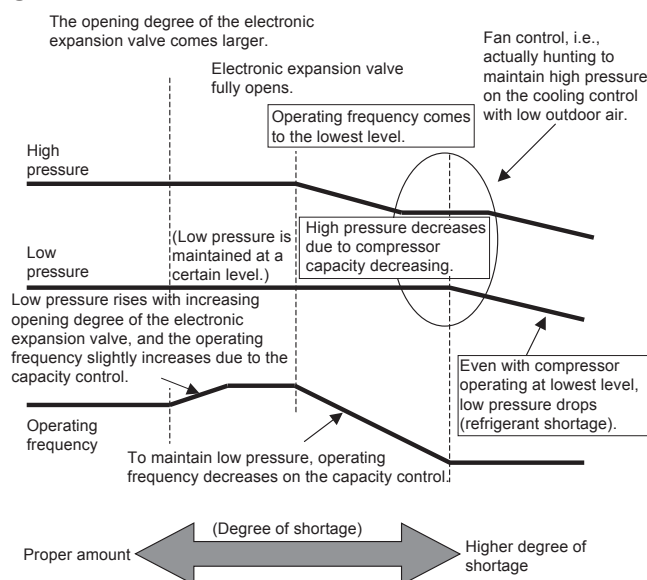 The opening degree of the electronic
expansion valve comes larger.
Fan control, i.e.,
actually hunting to
maintain high pressure
on the cooling control
with low outdoor air.
Electronic expansion valve
fully opens.
Operating frequency comes
to the lowest level.
High
pressure
(Low pressure is
maintained at a
certain level.)
High pressure decreases
due to compressor
capacity decreasing.
Low
pressure
Low pressure rises with increasing
opening degree of the electronic
expansion valve, and the operating
frequency slightly increases due to the
capacity control.
Even with compressor
operating at lowest level,
low pressure drops
(refrigerant shortage).
Operating
frequency
To maintain low pressure, operating
frequency decreases on the capacity control.
(Degree of shortage)
Proper amount
Higher degree of
shortage